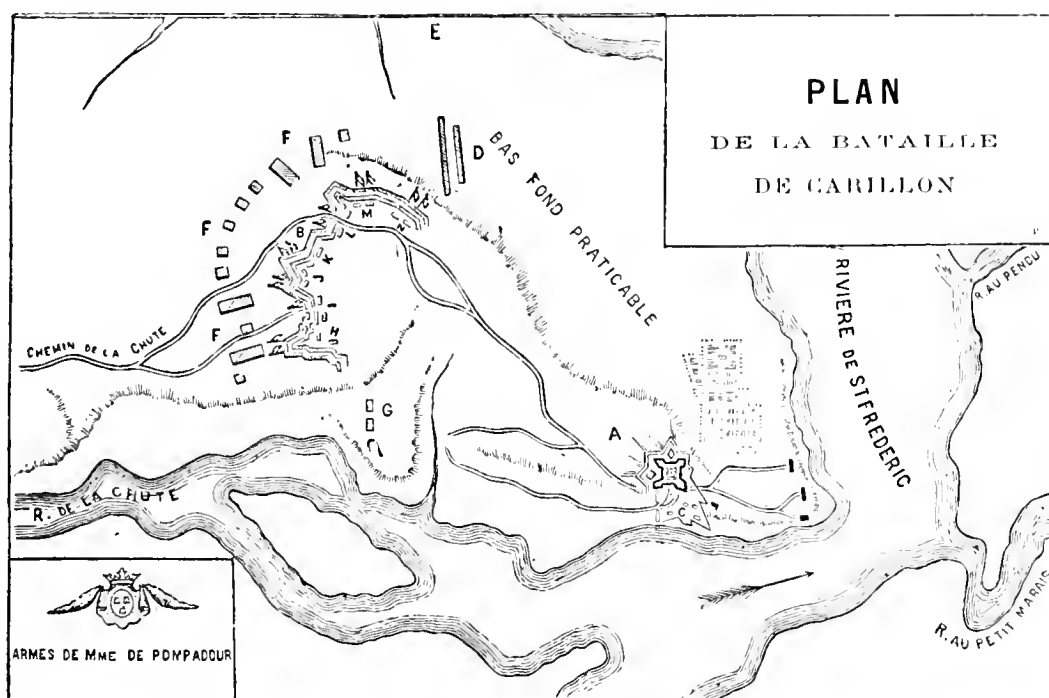 PLAN
DE LA BATAILLE
DE CARILLON
E
F
D
BAS FOND PRATICABLE
F
M
B
N
L
K
J
I
F
H
CHEMIN DE LA CHUTE
RIVIERE DE ST FREDERIC
R. AU PENDU
G
A
C
R. DE LA CHUTE
R. AU PETIT MARAIS
ARMES DE MME DE POMPADOUR